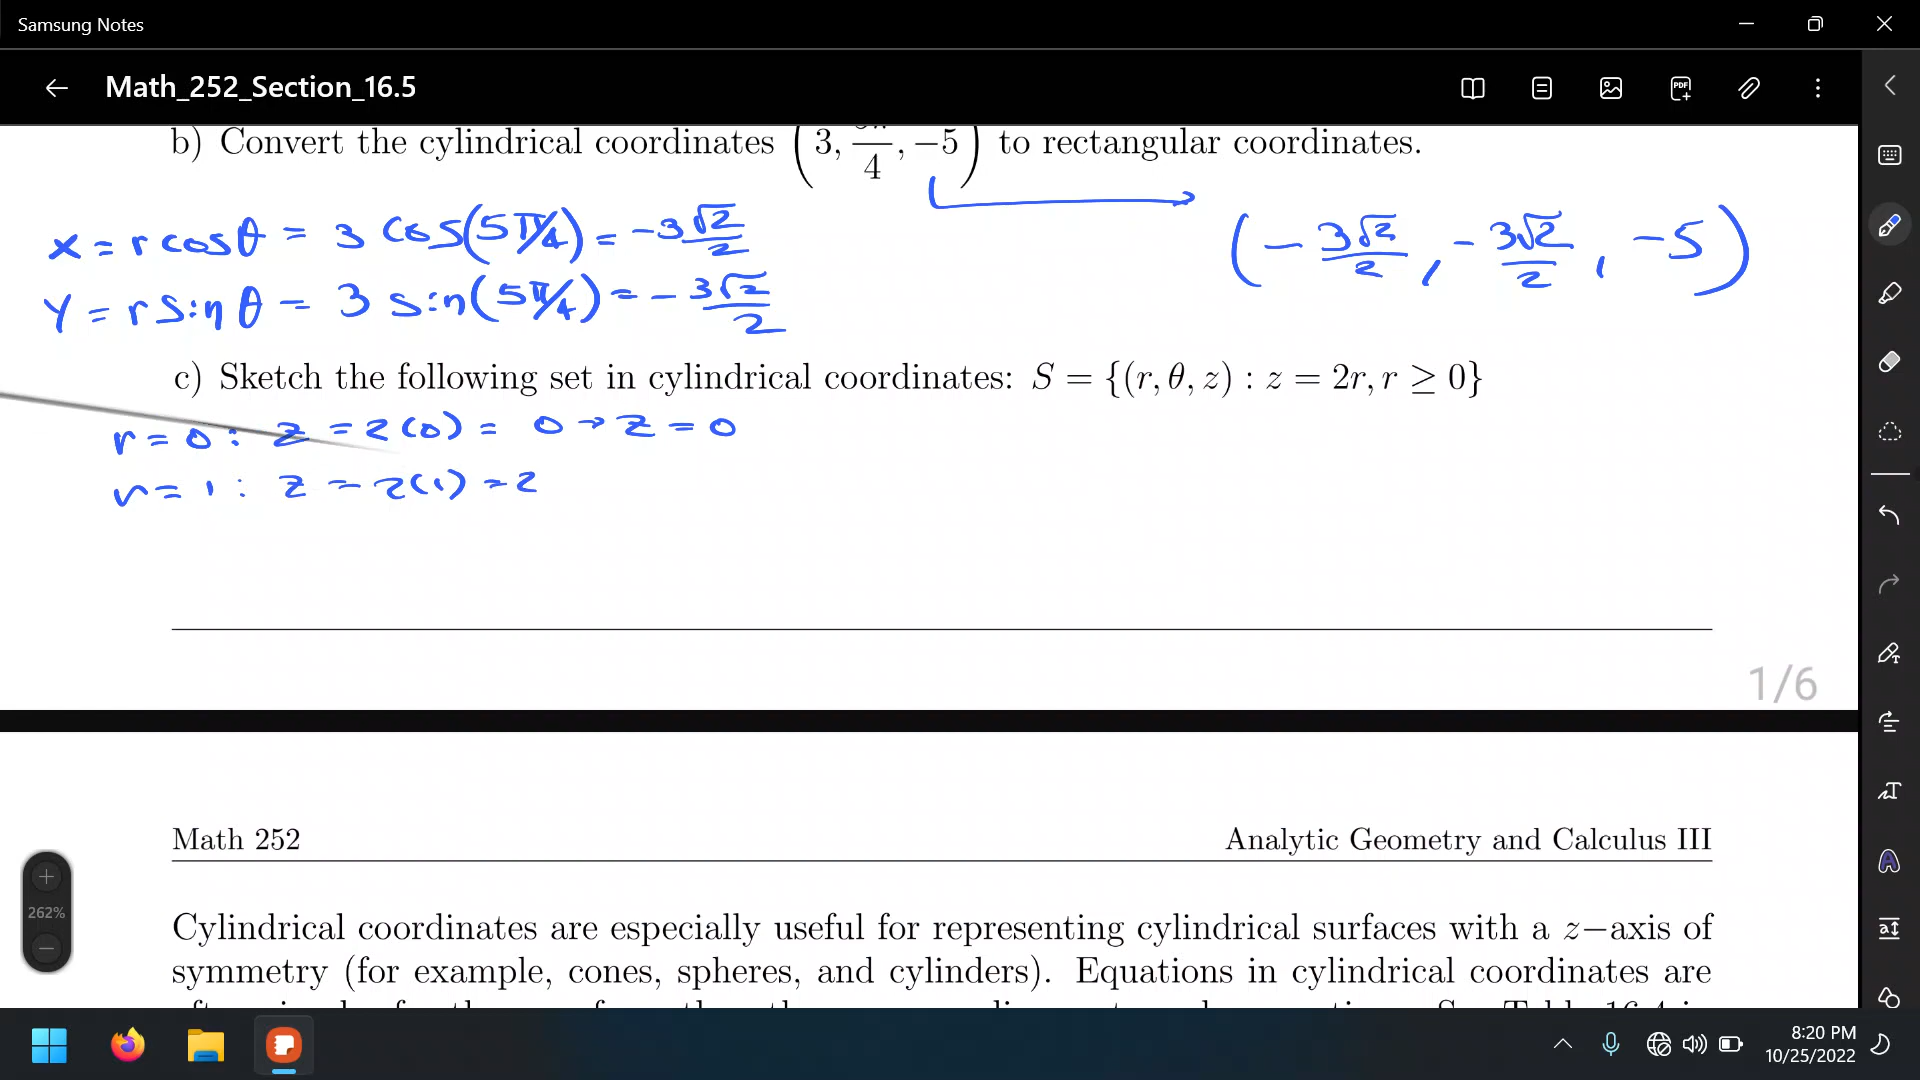 Samsung Notes
Math_252_Section_16.5
b) Convert the cylindrical coordinates (3, π/4, −5) to rectangular coordinates.
x = r cosθ = 3 cos(5π/4) = -3√2/2
(-3√2/2, -3√2/2, -5)
y = r sin θ = 3 sin(5π/4) = -3√2/2
c) Sketch the following set in cylindrical coordinates: S = {(r, θ, z) : z = 2r, r ≥ 0}
r = 0 : z = 2(0) = 0 → z = 0
r = 1 : z = 2(1) = 2
1/6
Math 252 Analytic Geometry and Calculus III
262%
Cylindrical coordinates are especially useful for representing cylindrical surfaces with a z−axis of
symmetry (for example, cones, spheres, and cylinders). Equations in cylindrical coordinates are
8:20 PM
10/25/2022